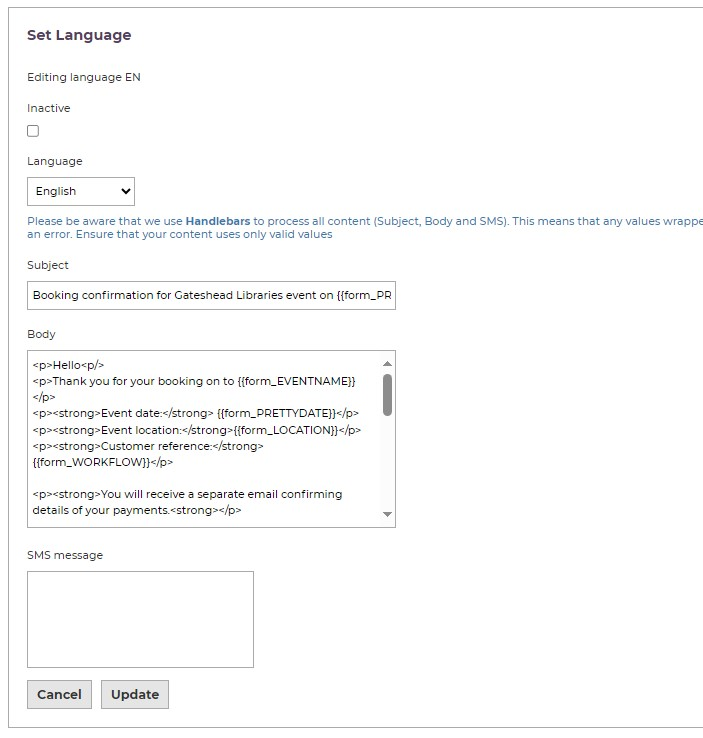 Set Language
Editing language EN
Inactive
Language
English
Please be aware that we use Handlebars to process all content (Subject, Body and SMS). This means that any values wrappe
an error. Ensure that your content uses only valid values
Subject
Booking confirmation for Gateshead Libraries event on {{form_PR
Body
<p>Hello<p/>
<p>Thank you for your booking on to {{form_EVENTNAME}}
</p>
<p><strong>Event date:</strong> {{form_PRETTYDATE}}</p>
<p><strong>Event location:</strong>{{form_LOCATION}}</p>
<p><strong>Customer reference:</strong>
{{form_WORKFLOW}}</p>
<p><strong>You will receive a separate email confirming
details of your payments.<strong></p>
SMS message
Cancel Update